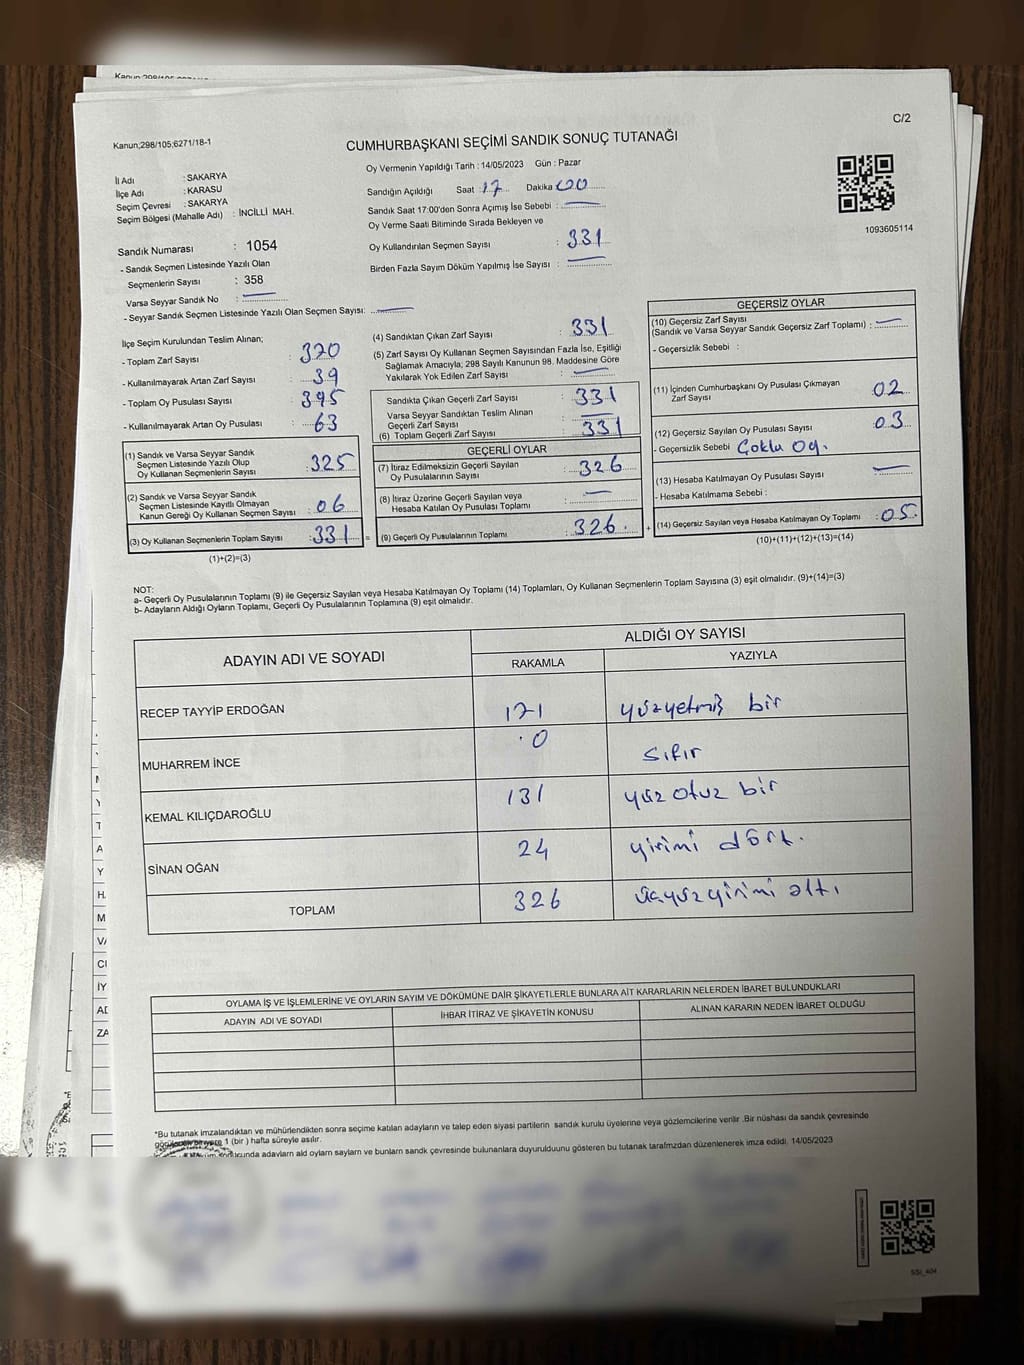 C/2
Kanun;298/105;6271/18-1
CUMHURBAŞKANI SEÇİMİ SANDIK SONUÇ TUTANAĞI
Oy Vermenin Yapıldığı Tarih : 14/05/2023 Gün : Pazar
İl Adı : SAKARYA
İlçe Adı : KARASU
Seçim Çevresi : SAKARYA
Seçim Bölgesi (Mahalle Adı) : İNCİLLİ MAH.
Sandığın Açıldığı Saat 17 Dakika 00
Sandık Saat 17:00'den Sonra Açımış İse Sebebi :
Oy Verme Saati Bitiminde Sırada Bekleyen ve
Oy Kullandırılan Seçmen Sayısı : 331
Birden Fazla Sayım Döküm Yapılmış İse Sayısı :
1093605114
Sandık Numarası : 1054
- Sandık Seçmen Listesinde Yazılı Olan
Seçmenlerin Sayısı : 358
Varsa Seyyar Sandık No :
- Seyyar Sandık Seçmen Listesinde Yazılı Olan Seçmen Sayısı:
İlçe Seçim Kurulundan Teslim Alınan;
- Toplam Zarf Sayısı : 370
- Kullanılmayarak Artan Zarf Sayısı : 39
- Toplam Oy Pusulası Sayısı : 395
- Kullanılmayarak Artan Oy Pusulası : 63
(1) Sandık ve Varsa Seyyar Sandık
Seçmen Listesinde Yazılı Olup
Oy Kullanan Seçmenlerin Sayısı : 325
(2) Sandık ve Varsa Seyyar Sandık
Seçmen Listesinde Kayıtlı Olmayan
Kanun Gereği Oy Kullanan Seçmen Sayısı : 06
(3) Oy Kullanan Seçmenlerin Toplam Sayısı : 331 =
(1)+(2)=(3)
(4) Sandıktan Çıkan Zarf Sayısı : 331
(5) Zarf Sayısı Oy Kullanan Seçmen Sayısından Fazla İse, Eşitliği
Sağlamak Amacıyla, 298 Sayılı Kanunun 98. Maddesine Göre
Yakılarak Yok Edilen Zarf Sayısı :
Sandıkta Çıkan Geçerli Zarf Sayısı : 331
Varsa Seyyar Sandıktan Teslim Alınan
Geçerli Zarf Sayısı :
(6) Toplam Geçerli Zarf Sayısı : 331
GEÇERLİ OYLAR
(7) İtiraz Edilmeksizin Geçerli Sayılan
Oy Pusulalarının Sayısı : 326
(8) İtiraz Üzerine Geçerli Sayılan veya
Hesaba Katılan Oy Pusulası Toplamı :
(9) Geçerli Oy Pusulalarının Toplamı : 326. +
GEÇERSİZ OYLAR
(10) Geçersiz Zarf Sayısı
(Sandık ve Varsa Seyyar Sandık Geçersiz Zarf Toplamı) :
- Geçersizlik Sebebi :
(11) İçinden Cumhurbaşkanı Oy Pusulası Çıkmayan
Zarf Sayısı : 02
(12) Geçersiz Sayılan Oy Pusulası Sayısı : 03
- Geçersizlik Sebebi Çoklu oy.
(13) Hesaba Katılmayan Oy Pusulası Sayısı :
- Hesaba Katılmama Sebebi :
(14) Geçersiz Sayılan veya Hesaba Katılmayan Oy Toplamı : 05.
(10)+(11)+(12)+(13)=(14)
NOT:
a- Geçerli Oy Pusulalarının Toplamı (9) ile Geçersiz Sayılan veya Hesaba Katılmayan Oy Toplamı (14) Toplamları, Oy Kullanan Seçmenlerin Toplam Sayısına (3) eşit olmalıdır. (9)+(14)=(3)
b- Adayların Aldığı Oyların Toplamı, Geçerli Oy Pusulalarının Toplamına (9) eşit olmalıdır.
ADAYIN ADI VE SOYADI
ALDIĞI OY SAYISI
RAKAMLA YAZIYLA
RECEP TAYYİP ERDOĞAN 171 yüzyetmiş bir
MUHARREM İNCE 0 sıfır
KEMAL KILIÇDAROĞLU 131 yüz otuz bir
SİNAN OĞAN 24 yirimi dört.
TOPLAM 326 üçyüzyirimi altı
OYLAMA İŞ VE İŞLEMLERİNE VE OYLARIN SAYIM VE DÖKÜMÜNE DAİR ŞİKAYETLERLE BUNLARA AİT KARARLARIN NELERDEN İBARET BULUNDUKLARI
ADAYIN ADI VE SOYADI İHBAR İTİRAZ VE ŞİKAYETİN KONUSU ALINAN KARARIN NEDEN İBARET OLDUĞU
*Bu tutanak imzalandıktan ve mühürlendikten sonra seçime katılan adayların ve talep eden siyasi partilerin sandık kurulu üyelerine veya gözlemcilerine verilir .Bir nüshası da sandık çevresinde
1 (bir ) hafta süreyle asılır.
adayların ald oyların sayların ve bunların sandk çevresinde bulunanlara duyurulduunu gösteren bu tutanak tarafmzdan düzenlenerek imza edildi. 14/05/2023
SSI_404